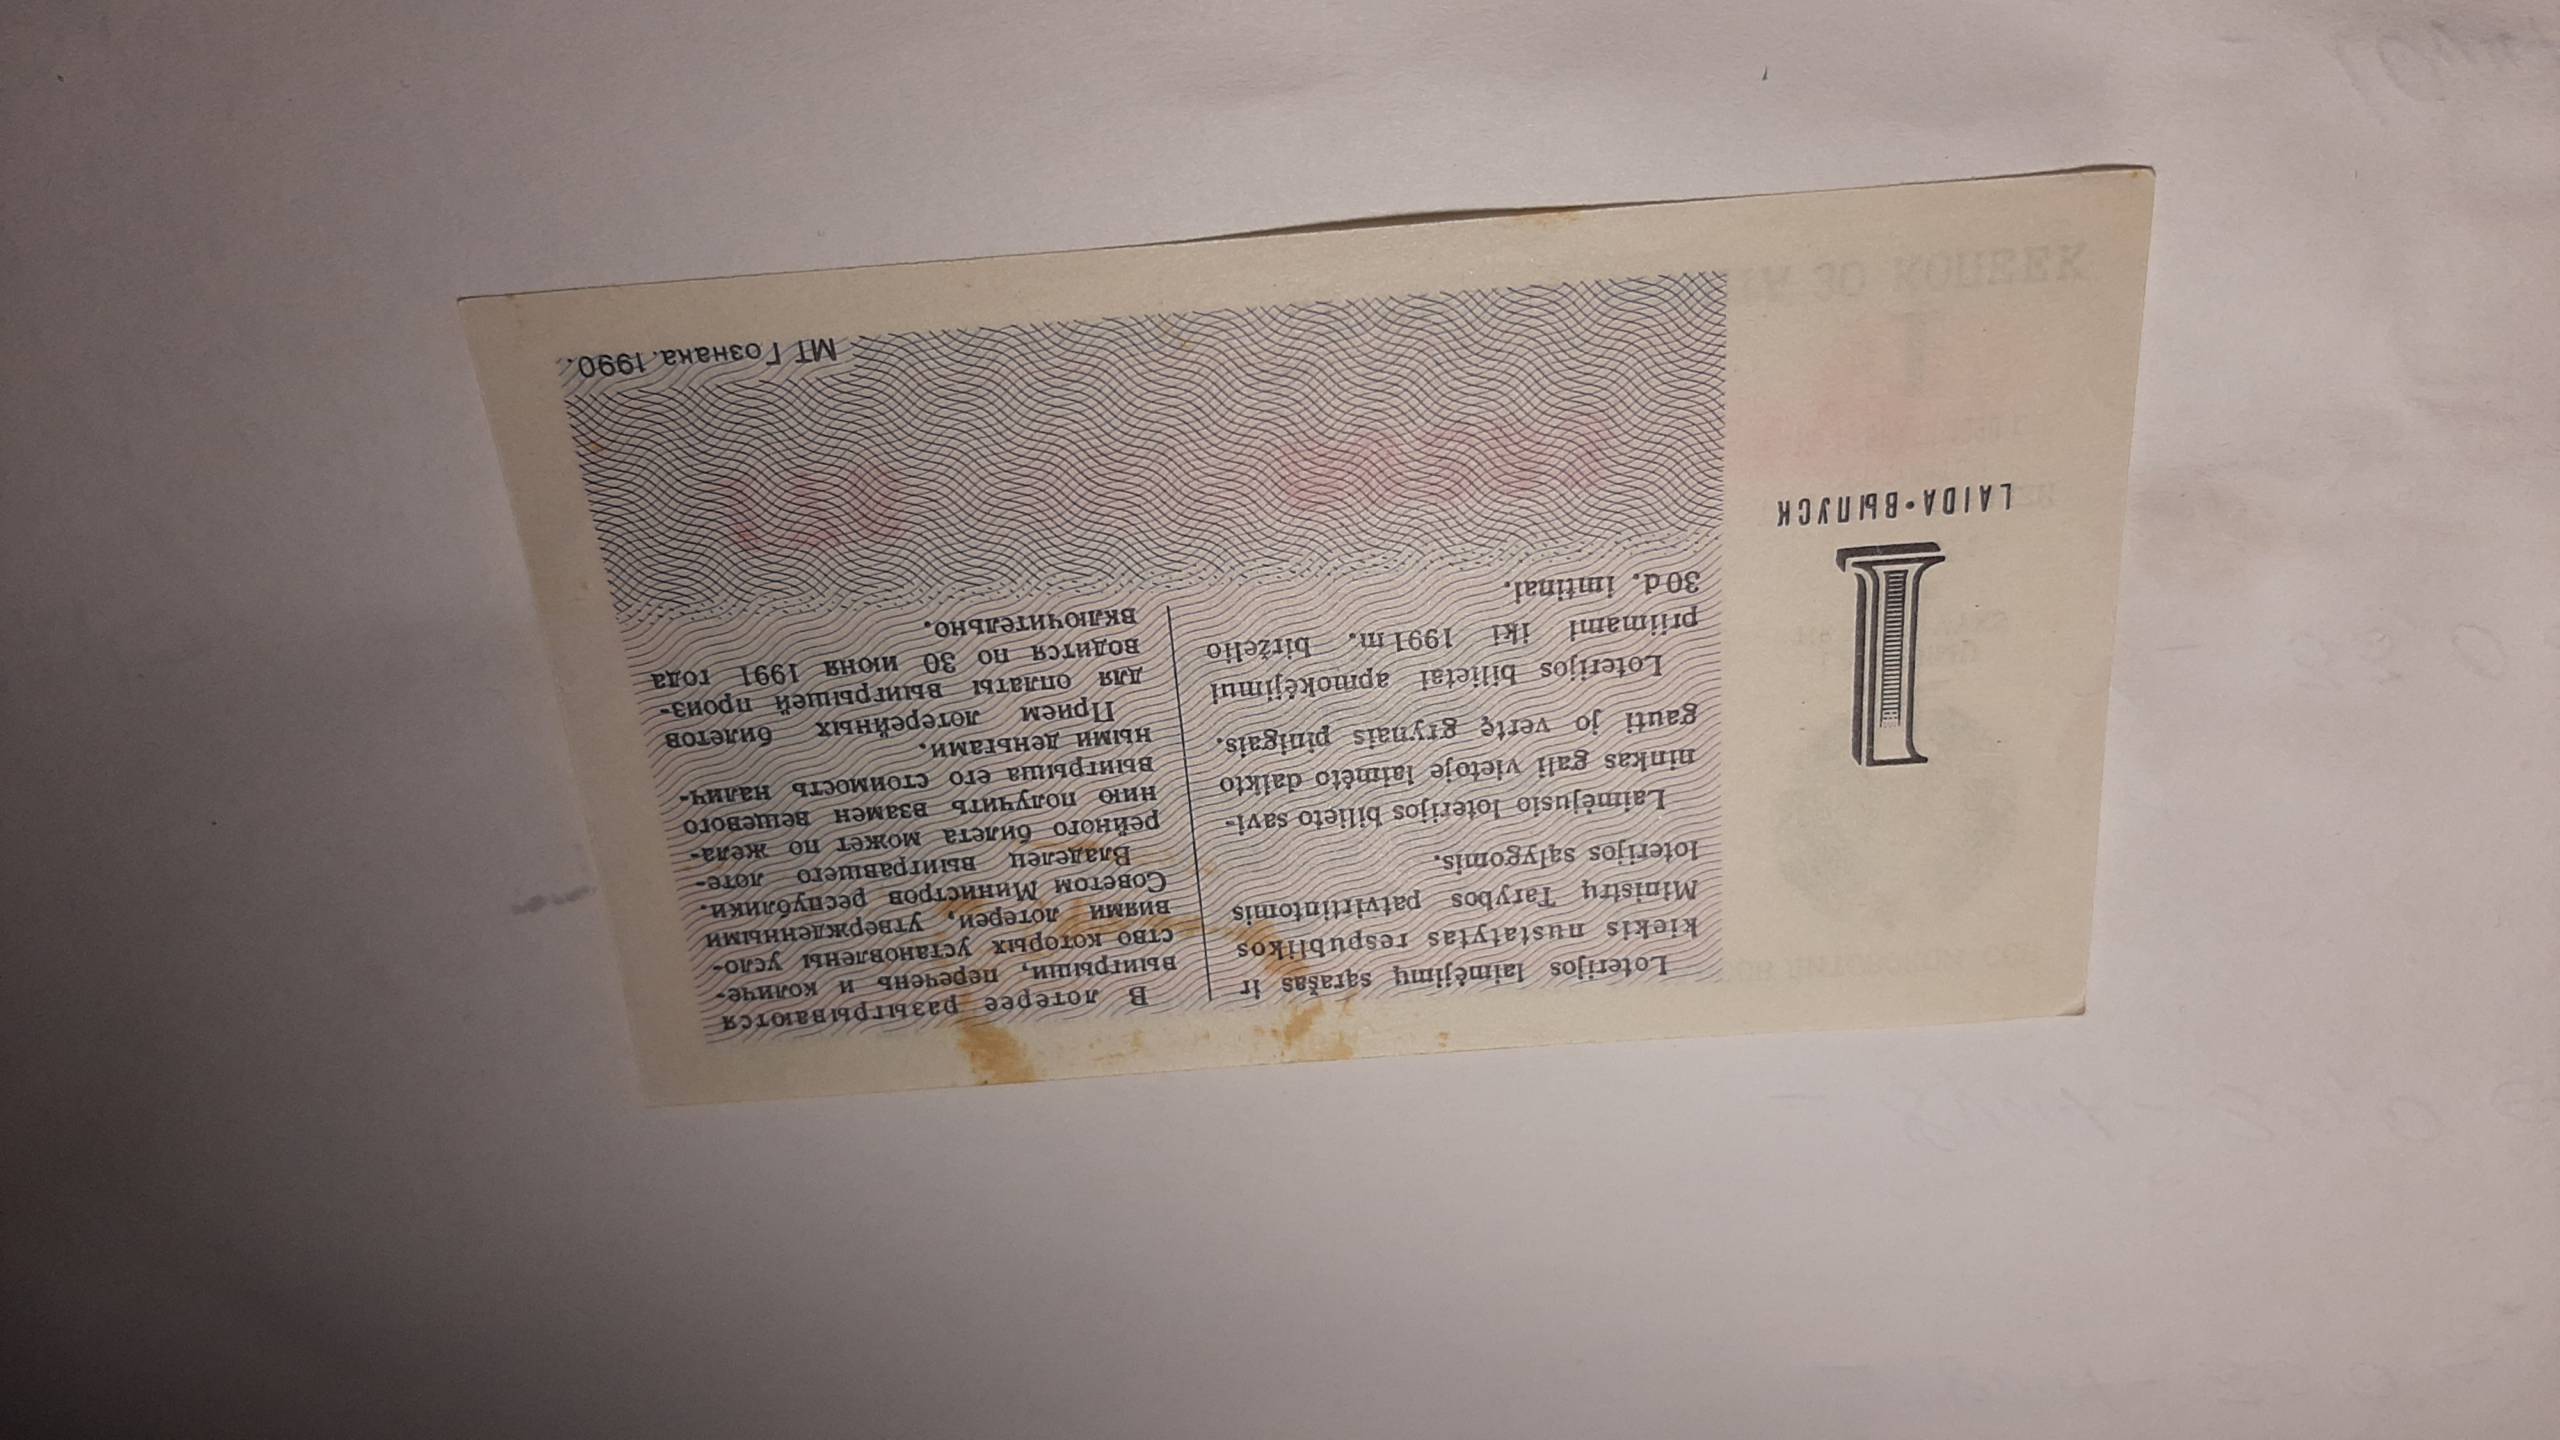 I
LAIDA•ВЫПУСК
Loterijos laimėjimų sąrašas ir
kiekis nustatytas respublikos
Ministrų Tarybos patvirtintomis
loterijos sąlygomis.
Laimėjusio loterijos bilieto savi-
ninkas gali vietoje laimėto daikto
gauti jo vertę grynais pinigais.
Loterijos bilietai apmokėjimui
priimami iki 1991 m. birželio
30 d. imtinai.
В лотерее разыгрываются
выигрыши, перечень и количе-
ство которых установлены усло-
виями лотереи, утвержденными
Советом Министров республики.
Владелец выигравшего лоте-
рейного билета может по жела-
нию получить взамен вещевого
выигрыша его стоимость налич-
ными деньгами.
Прием лотерейных билетов
для оплаты выигрышей произ-
водится по 30 июня 1991 года
включительно.
МТ Гознака. 1990.
30 КОПЕЕК